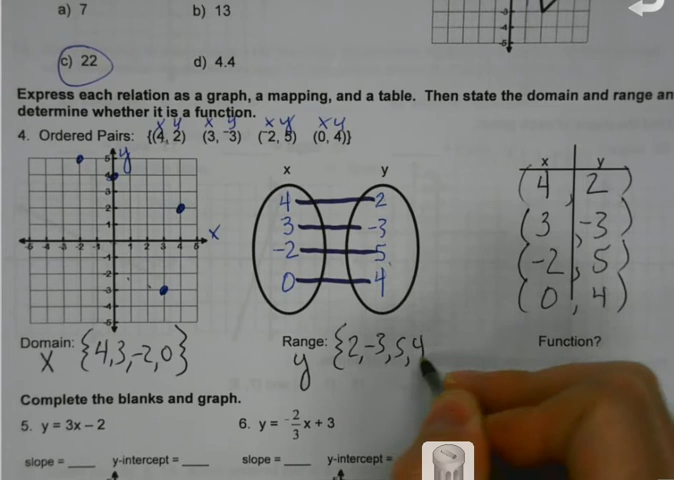 a) 7 b) 13
c) 22 d) 4.4
Express each relation as a graph, a mapping, and a table. Then state the domain and range an
determine whether it is a function.
x y x y x y x y
4. Ordered Pairs: {(4, 2) (3, -3) (-2, 5) (0, 4)}
y x
x y
4 2
3 -3
-2 5
0 4
x y
(4, 2)
(3, -3)
(-2, 5)
(0, 4)
Domain: {4,3,-2,0} Range: {2,-3,5,4 Function?
x y
Complete the blanks and graph.
5. y = 3x – 2 6. y = -2/3 x + 3
slope = ____ y-intercept = ____ slope = ____ y-intercept =